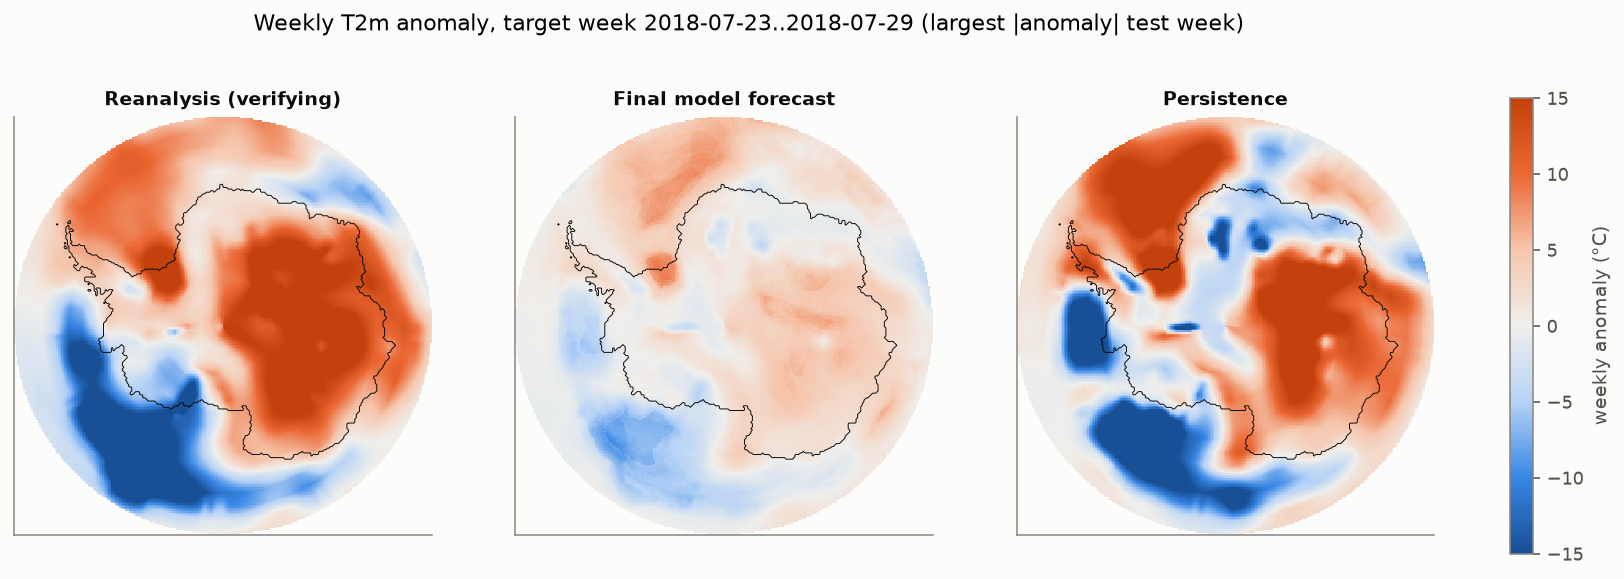 Weekly T2m anomaly, target week 2018-07-23..2018-07-29 (largest |anomaly| test week)
Reanalysis (verifying)
Final model forecast
Persistence
15
10
5
0
−5
−10
−15
weekly anomaly (°C)